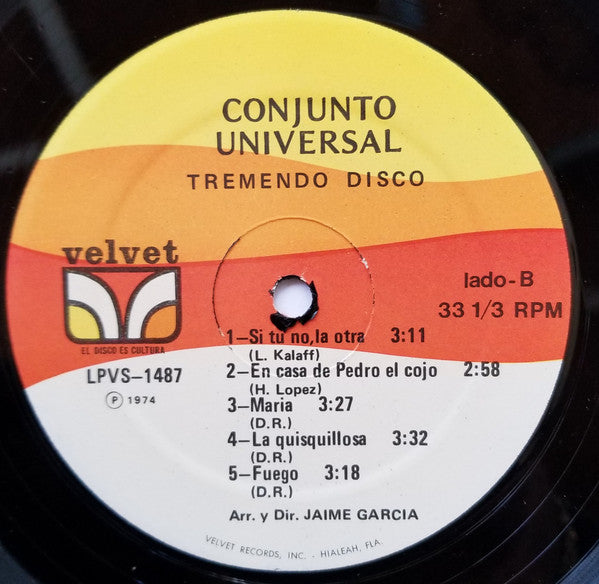 CONJUNTO
UNIVERSAL
TREMENDO DISCO
velvet
EL DISCO ES CULTURA
LPVS-1487
℗ 1974
lado-B
33 1/3 RPM
1-Si tu no,la otra 3:11
(L. Kalaff)
2-En casa de Pedro el cojo 2:58
(H. Lopez)
3-Maria 3:27
(D.R.)
4-La quisquillosa 3:32
(D.R.)
5-Fuego 3:18
(D.R.)
Arr. y Dir. JAIME GARCIA
VELVET RECORDS, INC. - HIALEAH, FLA.